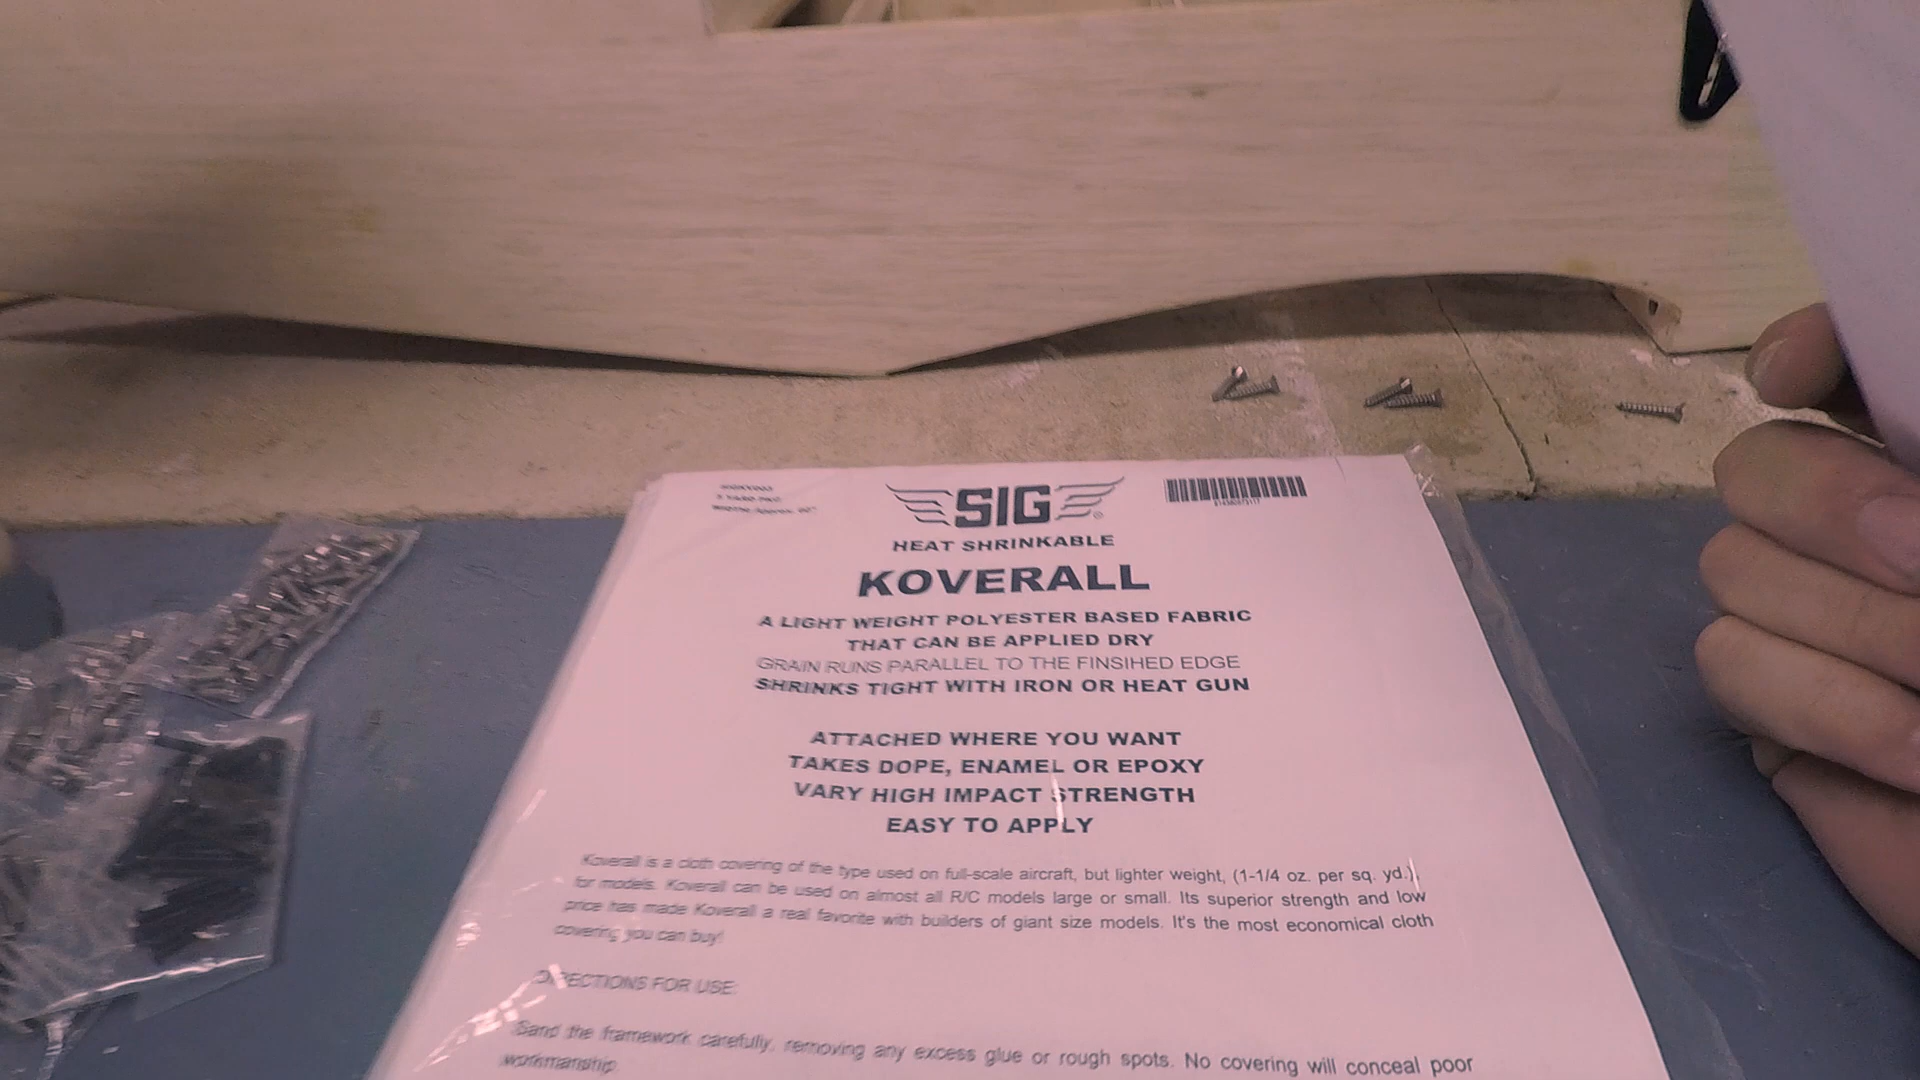 5 YARD PKG.
Width: Approx. 60"
SIG
HEAT SHRINKABLE
KOVERALL
A LIGHT WEIGHT POLYESTER BASED FABRIC
THAT CAN BE APPLIED DRY
GRAIN RUNS PARALLEL TO THE FINSIHED EDGE
SHRINKS TIGHT WITH IRON OR HEAT GUN
ATTACHED WHERE YOU WANT
TAKES DOPE, ENAMEL OR EPOXY
VARY HIGH IMPACT STRENGTH
EASY TO APPLY
Koverall is a cloth covering of the type used on full-scale aircraft, but lighter weight, (1-1/4 oz. per sq. yd.),
for models. Koverall can be used on almost all R/C models large or small. Its superior strength and low
price has made Koverall a real favorite with builders of giant size models. It's the most economical cloth
covering you can buy!
DIRECTIONS FOR USE:
Sand the framework carefully, removing any excess glue or rough spots. No covering will conceal poor
workmanship.